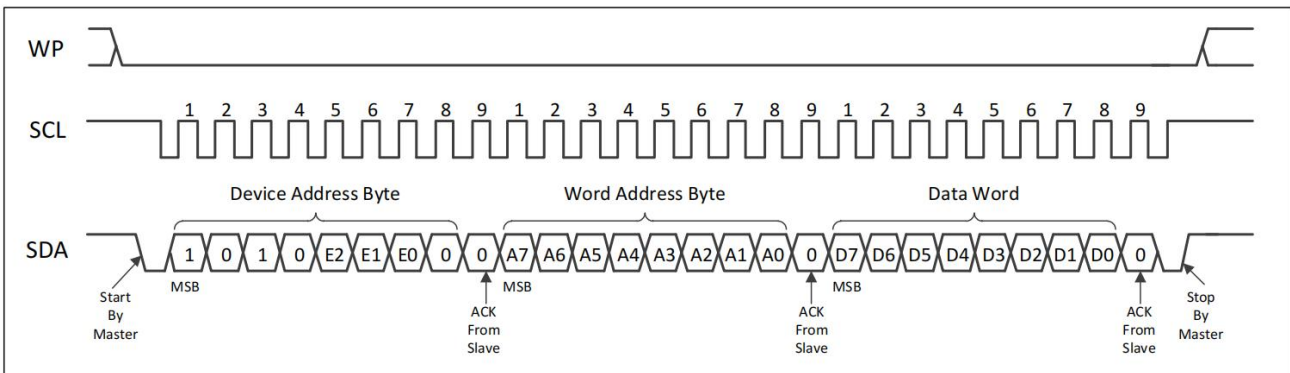 WP
1 2 3 4 5 6 7 8 9 1 2 3 4 5 6 7 8 9 1 2 3 4 5 6 7 8 9
SCL
Device Address Byte Word Address Byte Data Word
SDA 1 0 1 0 E2 E1 E0 0 0 A7 A6 A5 A4 A3 A2 A1 A0 0 D7 D6 D5 D4 D3 D2 D1 D0 0
MSB MSB MSB
Start
By
Master
ACK
From
Slave
ACK
From
Slave
ACK
From
Slave
Stop
By
Master